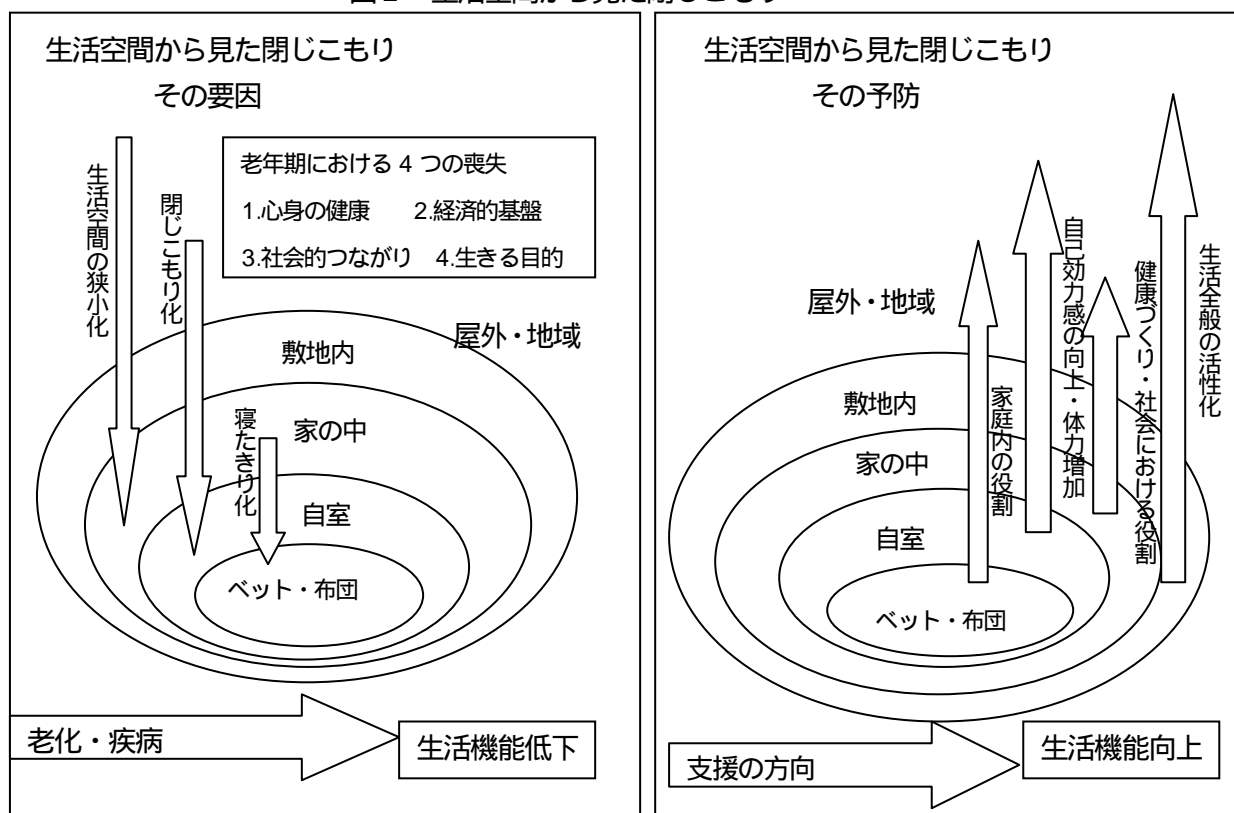 生活空間から見た閉じこもり
その要因
老年期における 4 つの喪失
1.心身の健康 2.経済的基盤
3.社会的つながり 4.生きる目的
生活空間の狭小化
閉じこもり化
寝たきり化
屋外・地域
敷地内
家の中
自室
ベット・布団
老化・疾病
生活機能低下
生活空間から見た閉じこもり
その予防
屋外・地域
敷地内
家の中
自室
ベット・布団
家庭内の役割
自己効力感の向上・体力増加
健康づくり・社会における役割
生活全般の活性化
支援の方向
生活機能向上